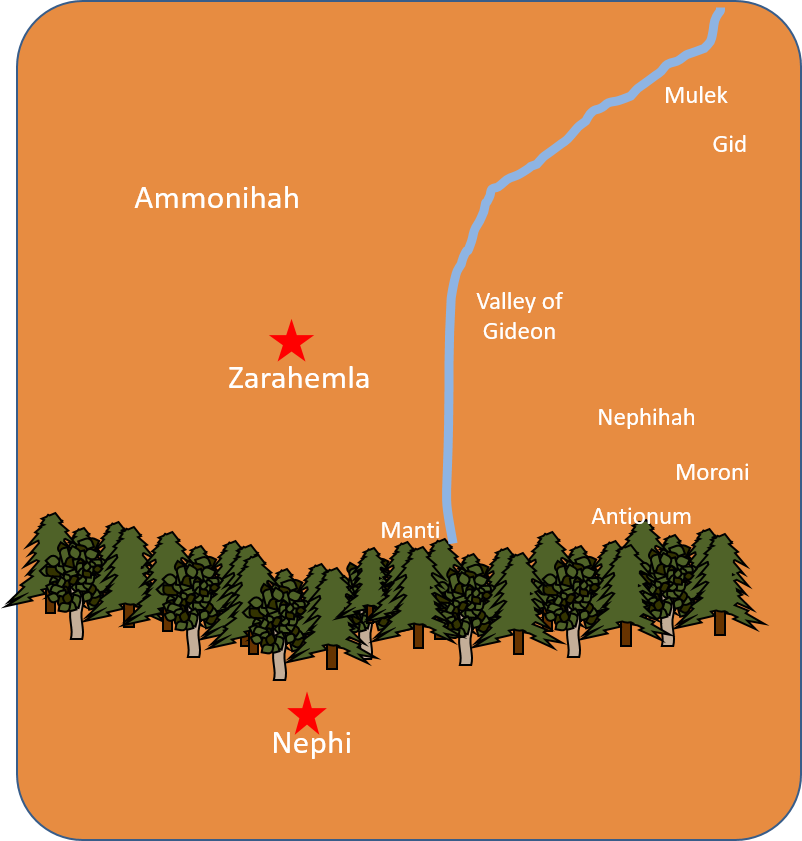 Mulek
Gid
Ammonihah
Valley of
Gideon
Zarahemla
Nephihah
Moroni
Antionum
Manti
Nephi